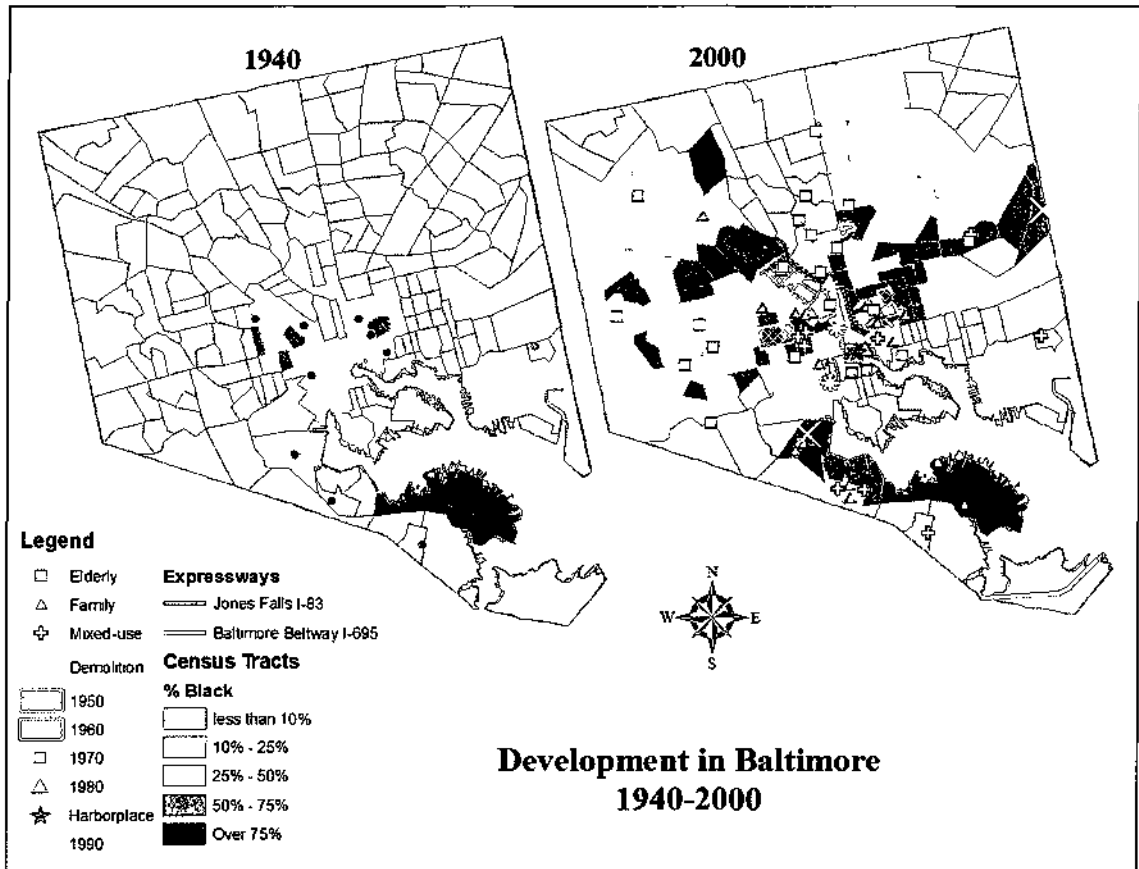 1940
2000
Legend
Elderly
Family
Mixed-use
Demolition
1950
1960
1970
1980
Harborplace
1990
Expressways
Jones Falls I-83
Baltimore Beltway I-695
Census Tracts
% Black
less than 10%
10% - 25%
25% - 50%
50% - 75%
Over 75%
N
W
E
S
Development in Baltimore
1940-2000